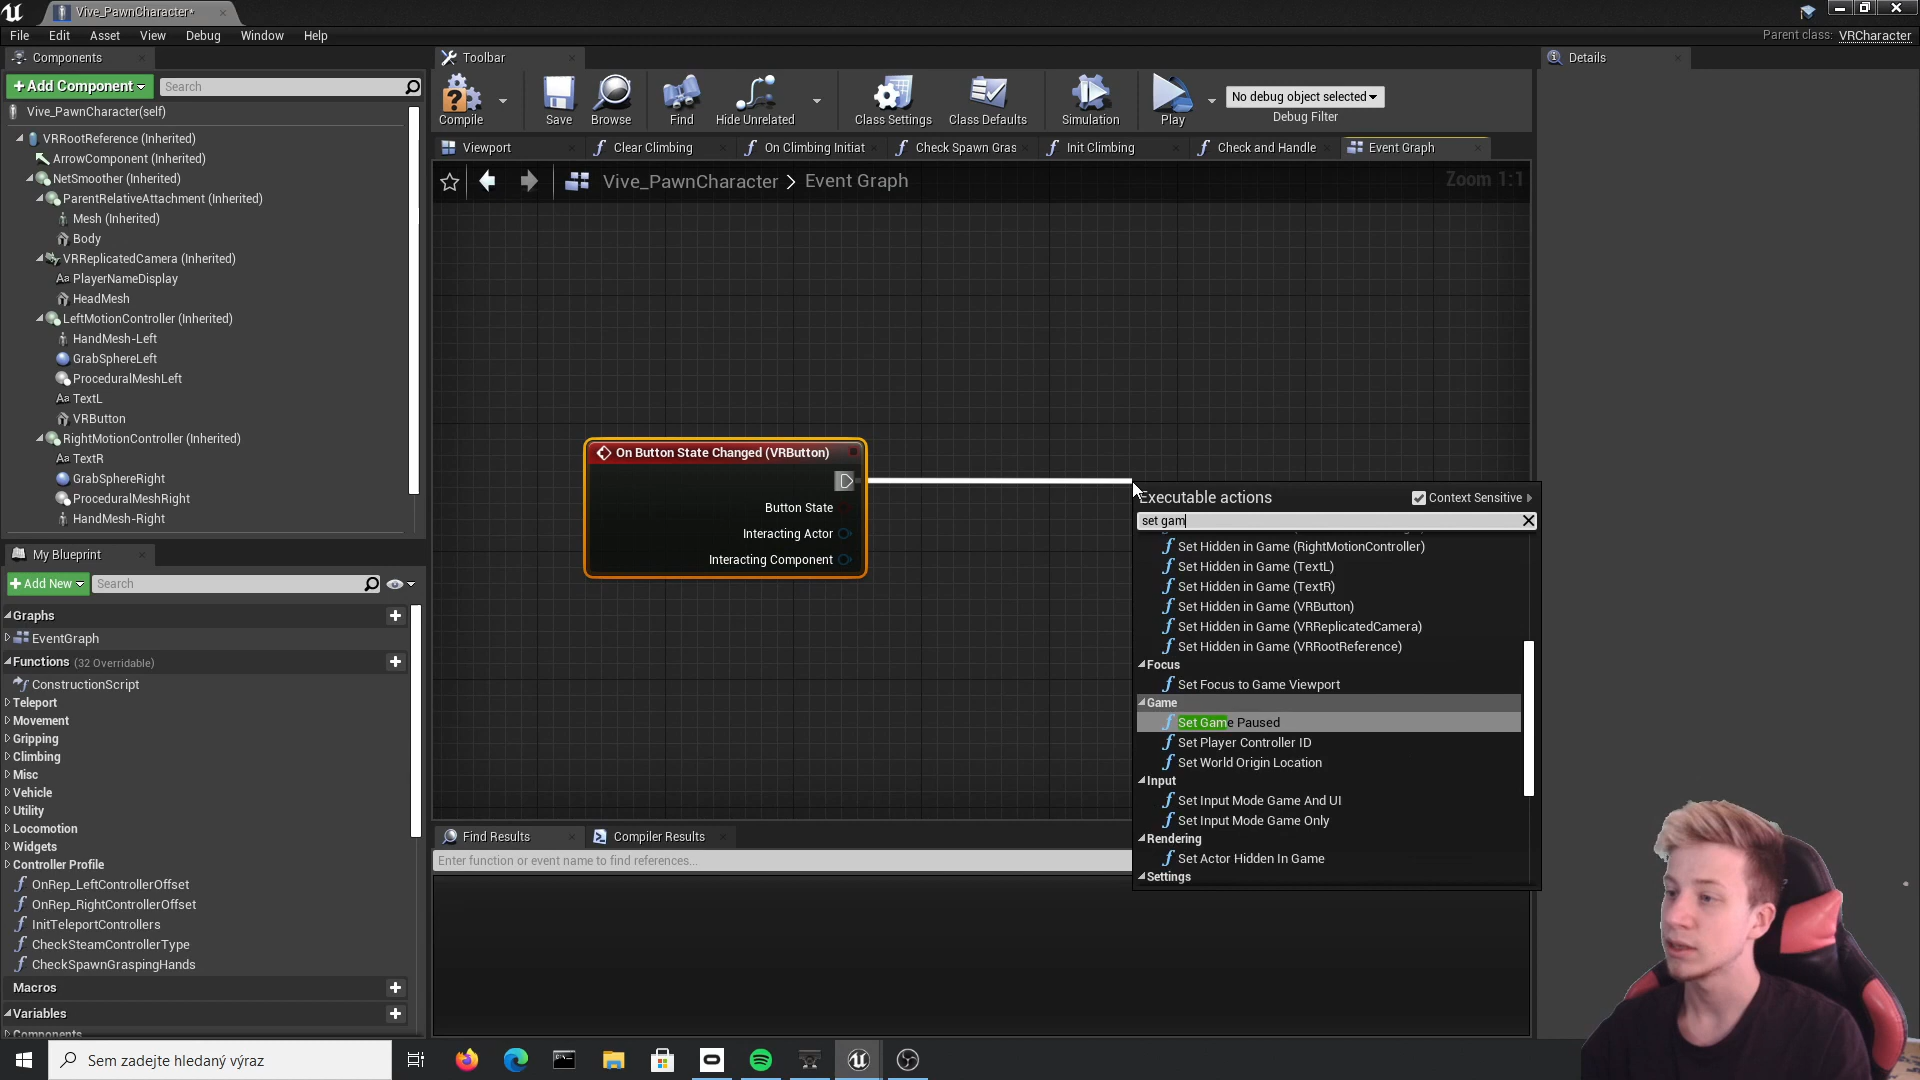 Vive_PawnCharacter*
File Edit Asset View Debug Window Help
Parent class: VRCharacter
Components
+Add Component
Search
Vive_PawnCharacter(self)
VRRootReference (Inherited)
ArrowComponent (Inherited)
NetSmoother (Inherited)
ParentRelativeAttachment (Inherited)
Mesh (Inherited)
Body
VRReplicatedCamera (Inherited)
PlayerNameDisplay
HeadMesh
LeftMotionController (Inherited)
HandMesh-Left
GrabSphereLeft
ProceduralMeshLeft
TextL
VRButton
RightMotionController (Inherited)
TextR
GrabSphereRight
ProceduralMeshRight
HandMesh-Right
My Blueprint
+Add New
Search
Graphs
EventGraph
Functions (32 Overridable)
ConstructionScript
Teleport
Movement
Gripping
Climbing
Misc
Vehicle
Utility
Locomotion
Widgets
Controller Profile
OnRep_LeftControllerOffset
OnRep_RightControllerOffset
InitTeleportControllers
CheckSteamControllerType
CheckSpawnGraspingHands
Macros
Variables
Components
Toolbar
Compile Save Browse Find Hide Unrelated Class Settings Class Defaults Simulation Play
No debug object selected
Debug Filter
Viewport Clear Climbing On Climbing Initiat Check Spawn Gras Init Climbing Check and Handle Event Graph
Vive_PawnCharacter > Event Graph
Zoom 1:1
On Button State Changed (VRButton)
Button State
Interacting Actor
Interacting Component
Executable actions
Context Sensitive
set gam
Set Hidden in Game (RightMotionController)
Set Hidden in Game (TextL)
Set Hidden in Game (TextR)
Set Hidden in Game (VRButton)
Set Hidden in Game (VRReplicatedCamera)
Set Hidden in Game (VRRootReference)
Focus
Set Focus to Game Viewport
Game
Set Game Paused
Set Player Controller ID
Set World Origin Location
Input
Set Input Mode Game And UI
Set Input Mode Game Only
Rendering
Set Actor Hidden In Game
Settings
Find Results Compiler Results
Enter function or event name to find references...
Details
Sem zadejte hledaný výraz